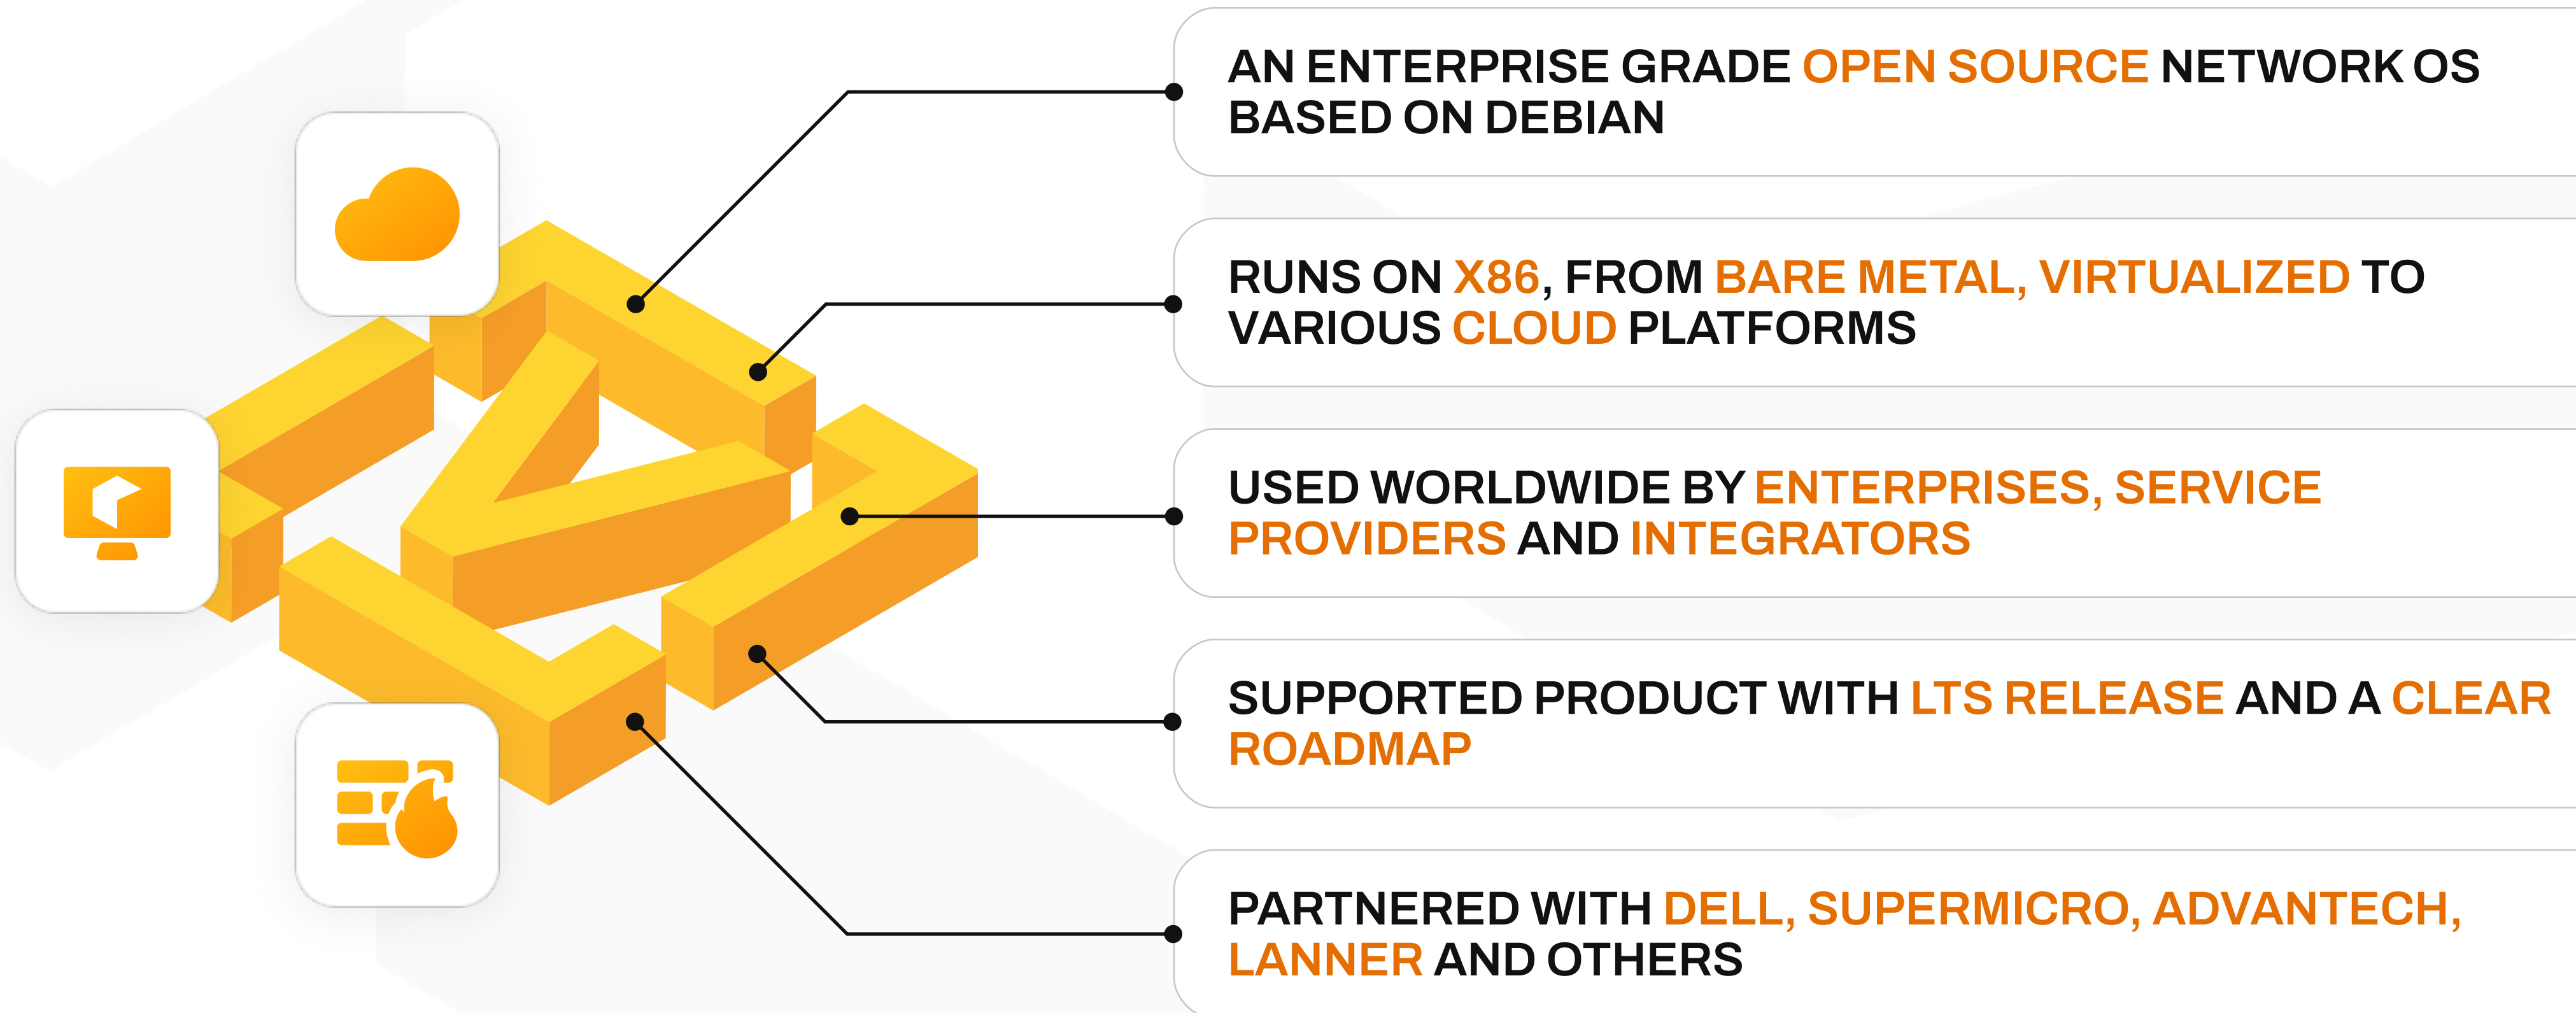 AN ENTERPRISE GRADE OPEN SOURCE NETWORK OS
BASED ON DEBIAN
RUNS ON X86, FROM BARE METAL, VIRTUALIZED TO
VARIOUS CLOUD PLATFORMS
USED WORLDWIDE BY ENTERPRISES, SERVICE
PROVIDERS AND INTEGRATORS
SUPPORTED PRODUCT WITH LTS RELEASE AND A CLEAR
ROADMAP
PARTNERED WITH DELL, SUPERMICRO, ADVANTECH,
LANNER AND OTHERS